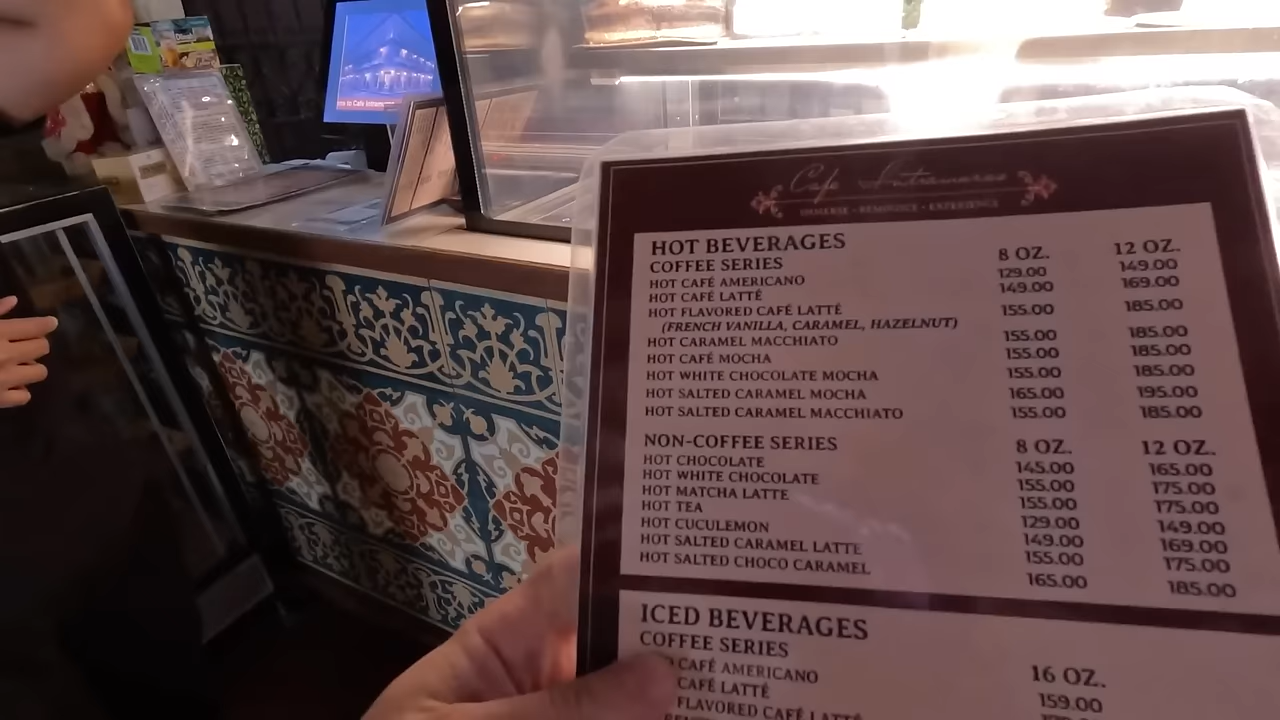 Dilmah
ros to Cafe Intram
Cafe Intramuros
IMMERSE • REMINISCE • EXPERIENCE
HOT BEVERAGES
COFFEE SERIES 8 OZ. 12 OZ.
HOT CAFÉ AMERICANO 129.00 149.00
HOT CAFÉ LATTÉ 149.00 169.00
HOT FLAVORED CAFÉ LATTÉ 155.00 185.00
(FRENCH VANILLA, CARAMEL, HAZELNUT)
HOT CARAMEL MACCHIATO 155.00 185.00
HOT CAFÉ MOCHA 155.00 185.00
HOT WHITE CHOCOLATE MOCHA 155.00 185.00
HOT SALTED CARAMEL MOCHA 165.00 195.00
HOT SALTED CARAMEL MACCHIATO 155.00 185.00
NON-COFFEE SERIES 8 OZ. 12 OZ.
HOT CHOCOLATE 145.00 165.00
HOT WHITE CHOCOLATE 155.00 175.00
HOT MATCHA LATTE 155.00 175.00
HOT TEA 129.00 149.00
HOT CUCULEMON 149.00 169.00
HOT SALTED CARAMEL LATTE 155.00 175.00
HOT SALTED CHOCO CARAMEL 165.00 185.00
ICED BEVERAGES
COFFEE SERIES 16 OZ.
CAFÉ AMERICANO 159.00
CAFÉ LATTÉ
FLAVORED CAFÉ LATTÉ